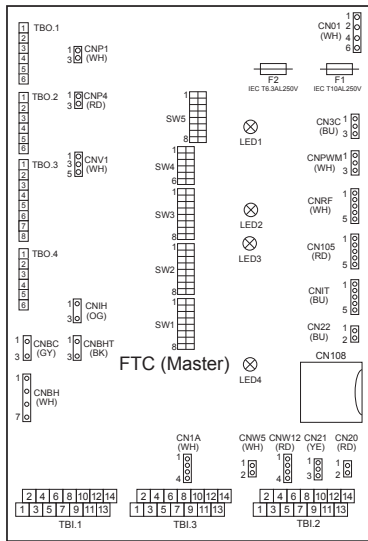 TBO.1
1
2
3
4
5
6
CNP1
(WH)
1
3
TBO.2
1
2
3
4
5
6
CNP4
(RD)
1
3
TBO.3
1
2
3
4
5
6
7
8
CNV1
(WH)
1
3
5
TBO.4
1
2
3
4
5
6
CNIH
(OG)
1
3
CNBC
(GY)
1
3
CNBHT
(BK)
1
3
CNBH
(WH)
1
7
SW5
1
8
SW4
1
6
SW3
1
8
SW2
1
8
SW1
1
8
FTC (Master)
F2
IEC T6.3AL250V
F1
IEC T10AL250V
LED1
LED2
LED3
LED4
CN01
(WH)
1
2
4
6
CN3C
(BU)
1
3
CNPWM
(WH)
1
3
CNRF
(WH)
1
5
CN105
(RD)
1
5
CNIT
(BU)
1
5
CN22
(BU)
1
2
CN108
CN1A
(WH)
1
4
CNW5
(WH)
1
2
CNW12
(RD)
1
4
CN21
(YE)
1
3
CN20
(RD)
1
2
2 4 6 8 10 12 14
1 3 5 7 9 11 13
TBI.1
2 4 6 8 10 12 14
1 3 5 7 9 11 13
TBI.3
2 4 6 8 10 12 14
1 3 5 7 9 11 13
TBI.2